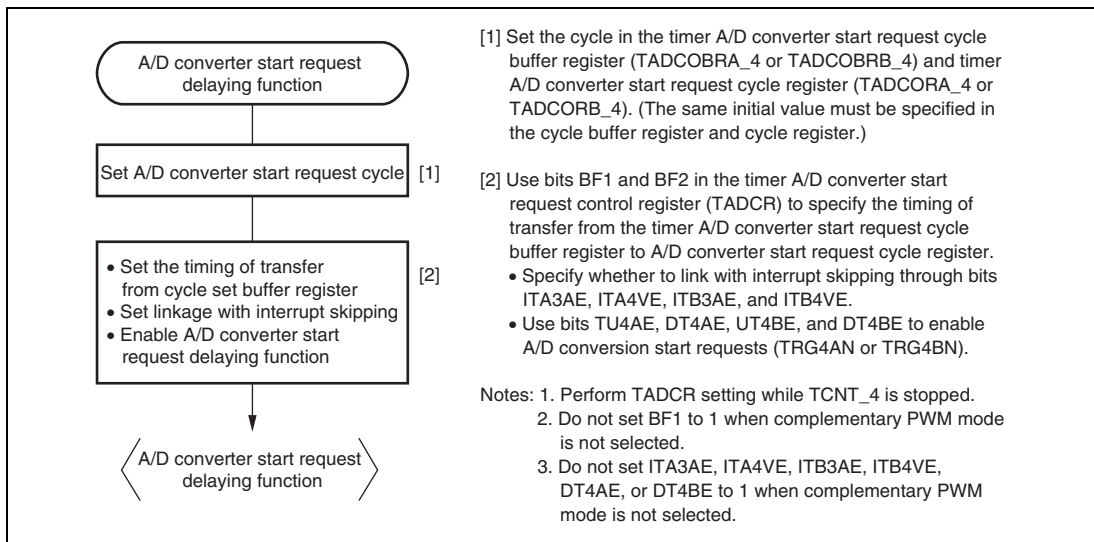 A/D converter start request
delaying function
Set A/D converter start request cycle [1]
• Set the timing of transfer
from cycle set buffer register
• Set linkage with interrupt skipping
• Enable A/D converter start
request delaying function
[2]
A/D converter start request
delaying function
[1] Set the cycle in the timer A/D converter start request cycle
buffer register (TADCOBRA_4 or TADCOBRB_4) and timer
A/D converter start request cycle register (TADCORA_4 or
TADCORB_4). (The same initial value must be specified in
the cycle buffer register and cycle register.)
[2] Use bits BF1 and BF2 in the timer A/D converter start
request control register (TADCR) to specify the timing of
transfer from the timer A/D converter start request cycle
buffer register to A/D converter start request cycle register.
• Specify whether to link with interrupt skipping through bits
ITA3AE, ITA4VE, ITB3AE, and ITB4VE.
• Use bits TU4AE, DT4AE, UT4BE, and DT4BE to enable
A/D conversion start requests (TRG4AN or TRG4BN).
Notes: 1. Perform TADCR setting while TCNT_4 is stopped.
2. Do not set BF1 to 1 when complementary PWM mode
is not selected.
3. Do not set ITA3AE, ITA4VE, ITB3AE, ITB4VE,
DT4AE, or DT4BE to 1 when complementary PWM
mode is not selected.